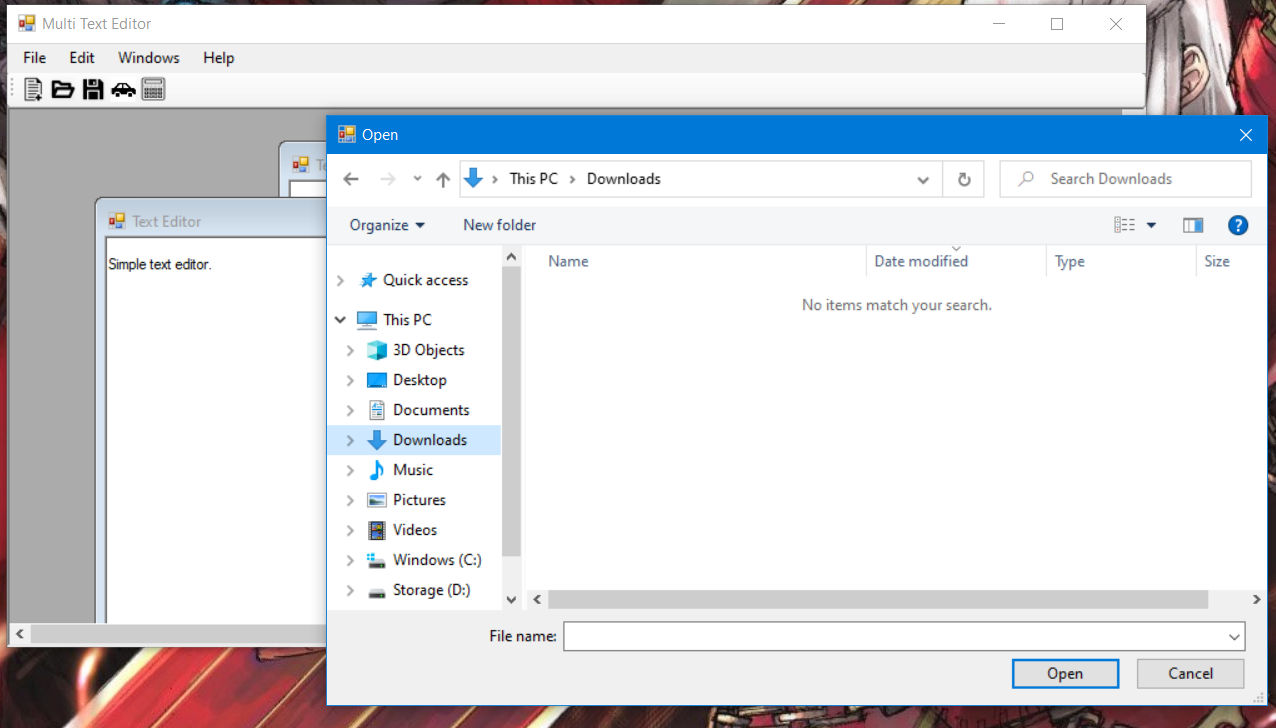 Multi Text Editor
File Edit Windows Help
Open
This PC Downloads
Search Downloads
Organize New folder
Text Editor
Simple text editor.
Name Date modified Type Size
No items match your search.
Quick access
This PC
3D Objects
Desktop
Documents
Downloads
Music
Pictures
Videos
Windows (C:)
Storage (D:)
File name:
Open Cancel